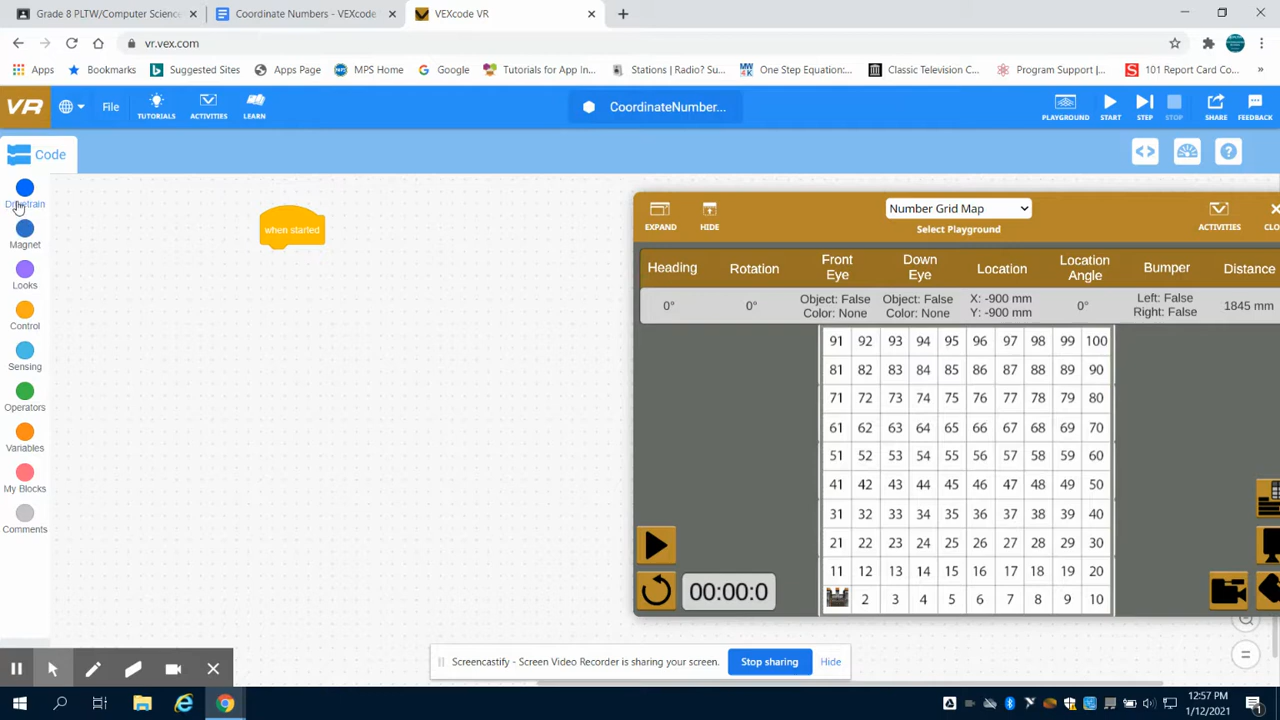 Grade 8 PLTW/Computer Science
Coordinate Numbers - VEXcode
VEXcode VR
vr.vex.com
Apps
Bookmarks
Suggested Sites
Apps Page
MPS Home
Google
Tutorials for App In...
Stations | Radio? Su...
One Step Equation:...
Classic Television C...
Program Support |...
101 Report Card Co...
VR
File
TUTORIALS
ACTIVITIES
LEARN
CoordinateNumber...
PLAYGROUND
START
STEP
STOP
SHARE
FEEDBACK
Code
Drivetrain
Magnet
Looks
Control
Sensing
Operators
Variables
My Blocks
Comments
when started
EXPAND
HIDE
Number Grid Map
Select Playground
ACTIVITIES
CLO
Heading
Rotation
Front Eye
Down Eye
Location
Location Angle
Bumper
Distance
0°
0°
Object: False
Color: None
Object: False
Color: None
X: -900 mm
Y: -900 mm
0°
Left: False
Right: False
1845 mm
91 92 93 94 95 96 97 98 99 100
81 82 83 84 85 86 87 88 89 90
71 72 73 74 75 76 77 78 79 80
61 62 63 64 65 66 67 68 69 70
51 52 53 54 55 56 57 58 59 60
41 42 43 44 45 46 47 48 49 50
31 32 33 34 35 36 37 38 39 40
21 22 23 24 25 26 27 28 29 30
11 12 13 14 15 16 17 18 19 20
2 3 4 5 6 7 8 9 10
00:00:0
Screencastify - Screen Video Recorder is sharing your screen.
Stop sharing
Hide
12:57 PM
1/12/2021